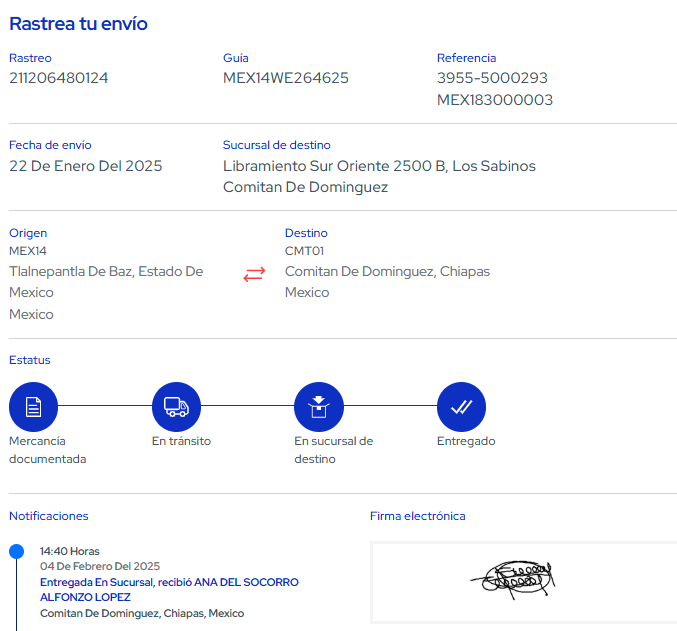 Rastrea tu envío
Rastreo
211206480124
Guía
MEX14WE264625
Referencia
3955-5000293
MEX183000003
Fecha de envío
22 De Enero Del 2025
Sucursal de destino
Libramiento Sur Oriente 2500 B, Los Sabinos
Comitan De Dominguez
Origen
MEX14
Tlalnepantla De Baz, Estado De
Mexico
Mexico
Destino
CMT01
Comitan De Dominguez, Chiapas
Mexico
Estatus
Mercancía
documentada
En tránsito
En sucursal de
destino
Entregado
Notificaciones
14:40 Horas
04 De Febrero Del 2025
Entregada En Sucursal, recibió ANA DEL SOCORRO
ALFONZO LOPEZ
Comitan De Dominguez, Chiapas, Mexico
Firma electrónica